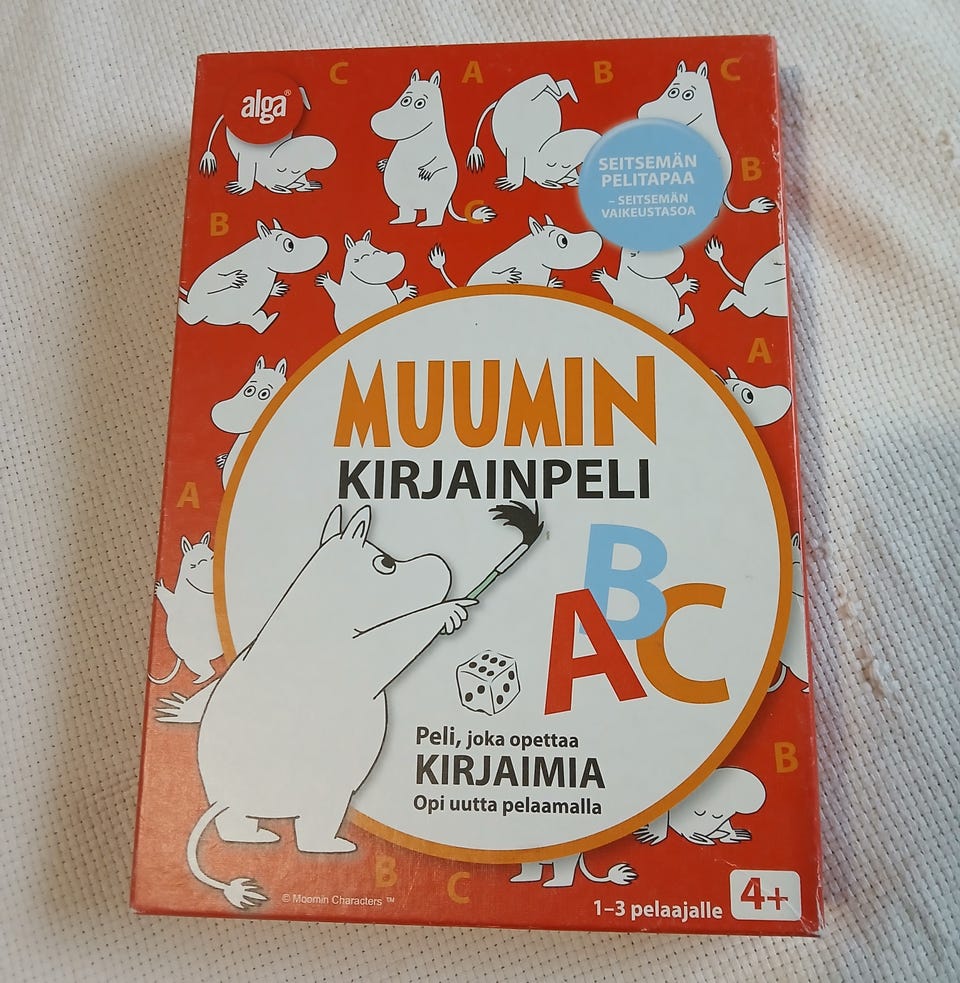 C A B C
alga®
SEITSEMÄN
PELITAPAA
– SEITSEMÄN
VAIKEUSTASOA
B
C
B
A
MUUMIN
KIRJAINPELI
A
ABC
Peli, joka opettaa
KIRJAIMIA
Opi uutta pelaamalla
B
B
C
© Moomin Characters ™
1–3 pelaajalle
4+